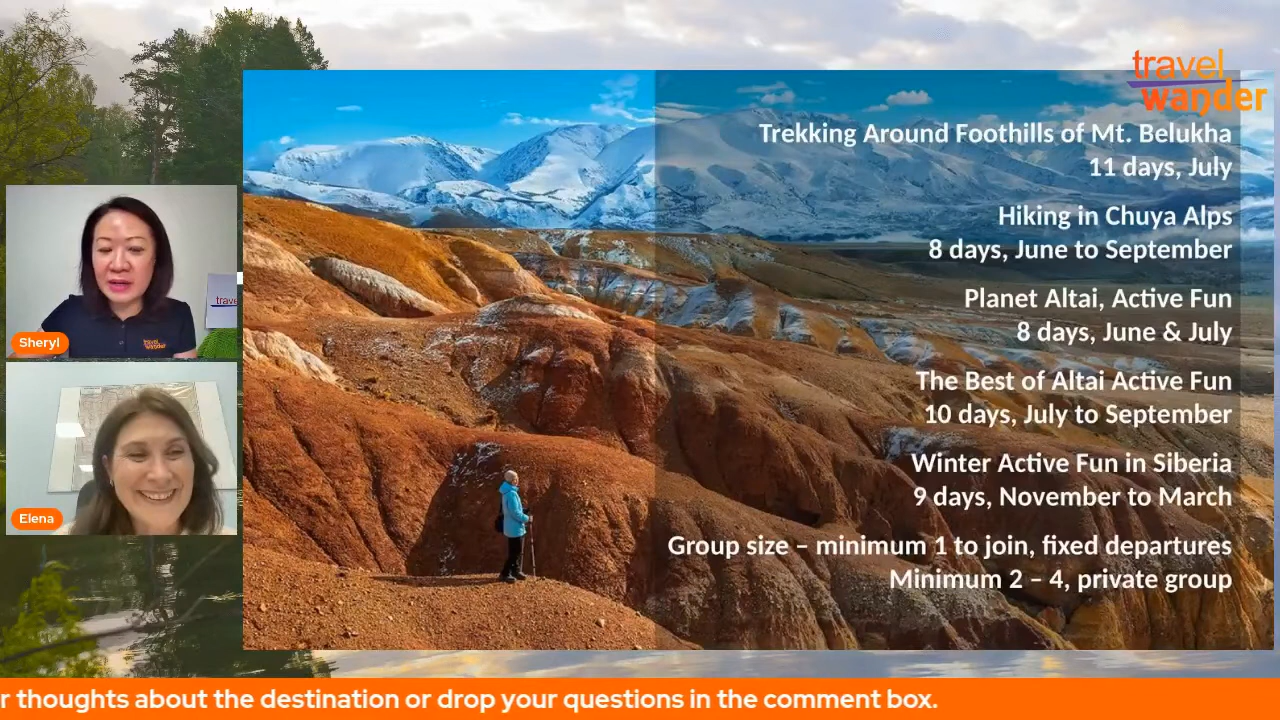 travel
wander
Trekking Around Foothills of Mt. Belukha
11 days, July
Hiking in Chuya Alps
8 days, June to September
Planet Altai, Active Fun
8 days, June & July
The Best of Altai Active Fun
10 days, July to September
Winter Active Fun in Siberia
9 days, November to March
Group size – minimum 1 to join, fixed departures
Minimum 2 – 4, private group
trave
travel
wander
Sheryl
Elena
r thoughts about the destination or drop your questions in the comment box.